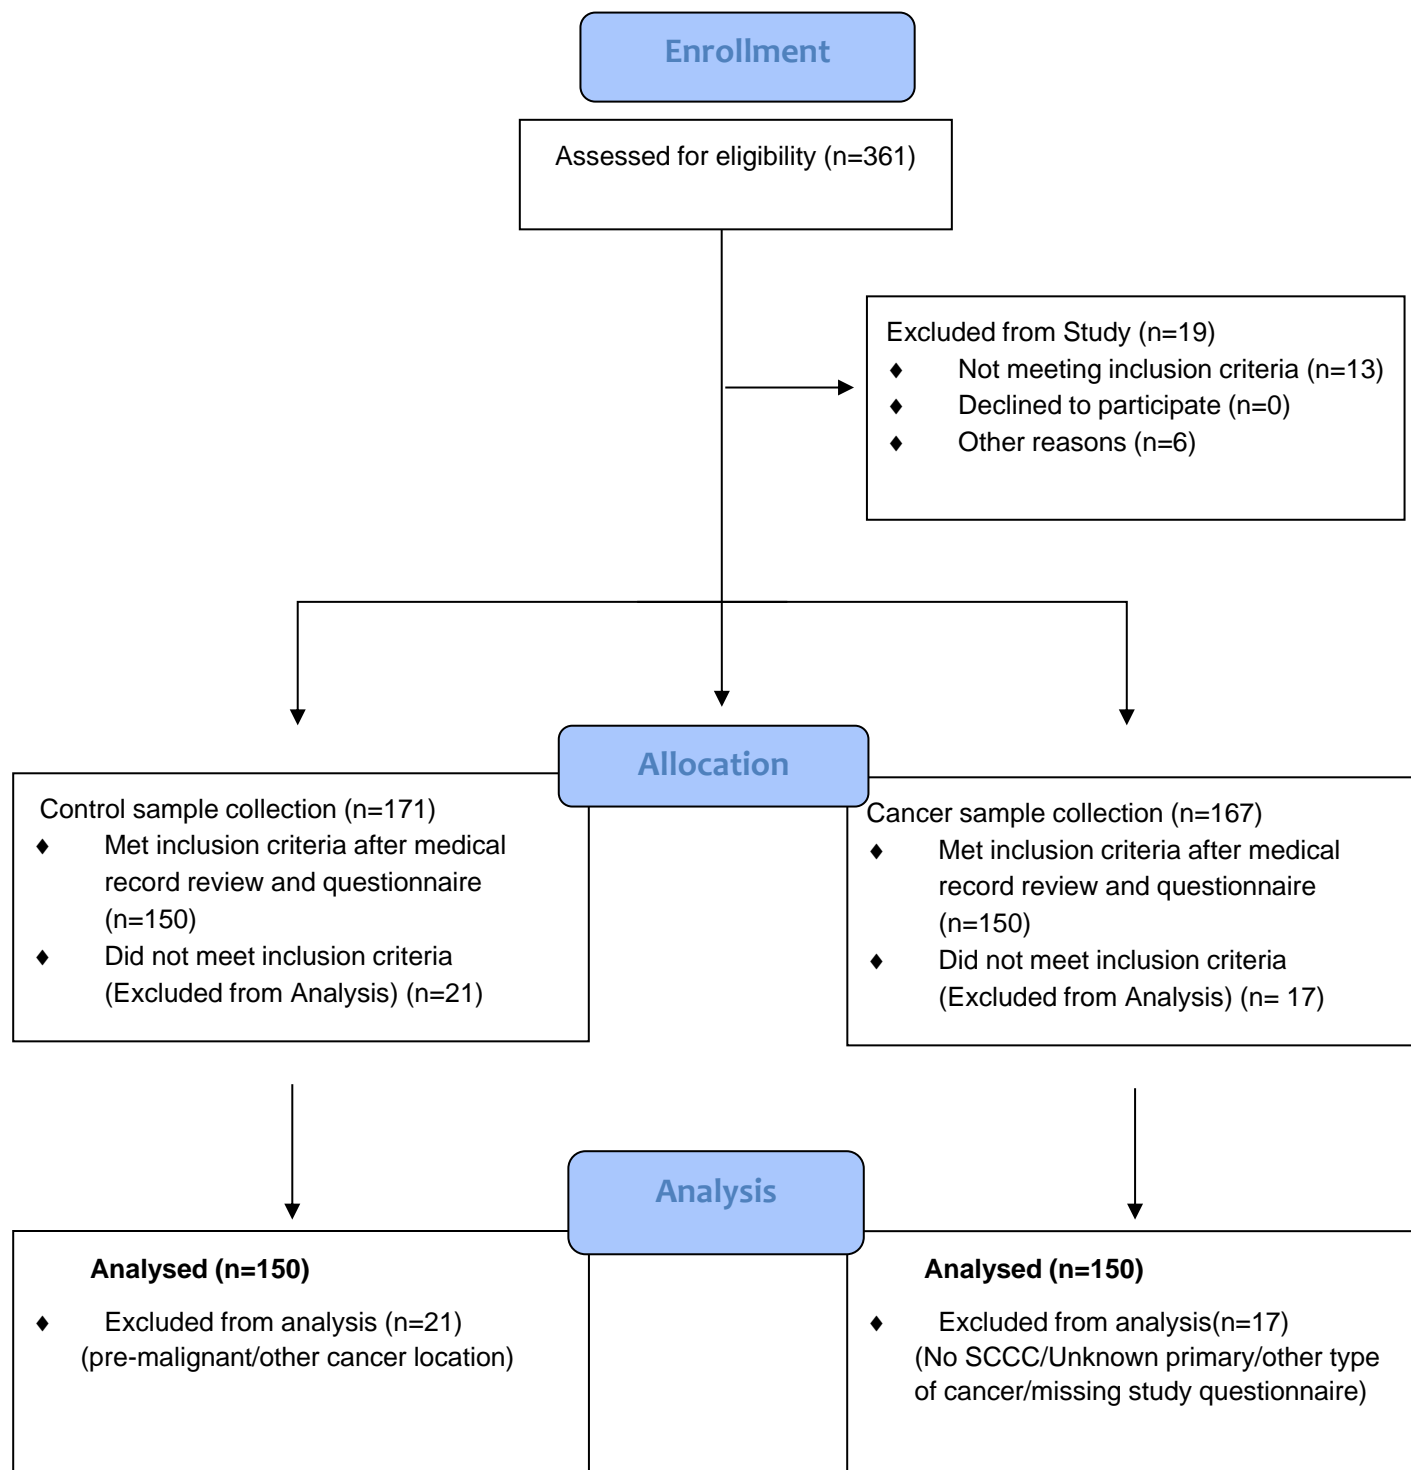 Enrollment
Assessed for eligibility (n=361)
Excluded from Study (n=19)
♦ Not meeting inclusion criteria (n=13)
♦ Declined to participate (n=0)
♦ Other reasons (n=6)
Allocation
Control sample collection (n=171)
♦ Met inclusion criteria after medical
record review and questionnaire
(n=150)
♦ Did not meet inclusion criteria
(Excluded from Analysis) (n=21)
Cancer sample collection (n=167)
♦ Met inclusion criteria after medical
record review and questionnaire
(n=150)
♦ Did not meet inclusion criteria
(Excluded from Analysis) (n= 17)
Analysis
Analysed (n=150)
♦ Excluded from analysis (n=21)
(pre-malignant/other cancer location)
Analysed (n=150)
♦ Excluded from analysis(n=17)
(No SCCC/Unknown primary/other type
of cancer/missing study questionnaire)